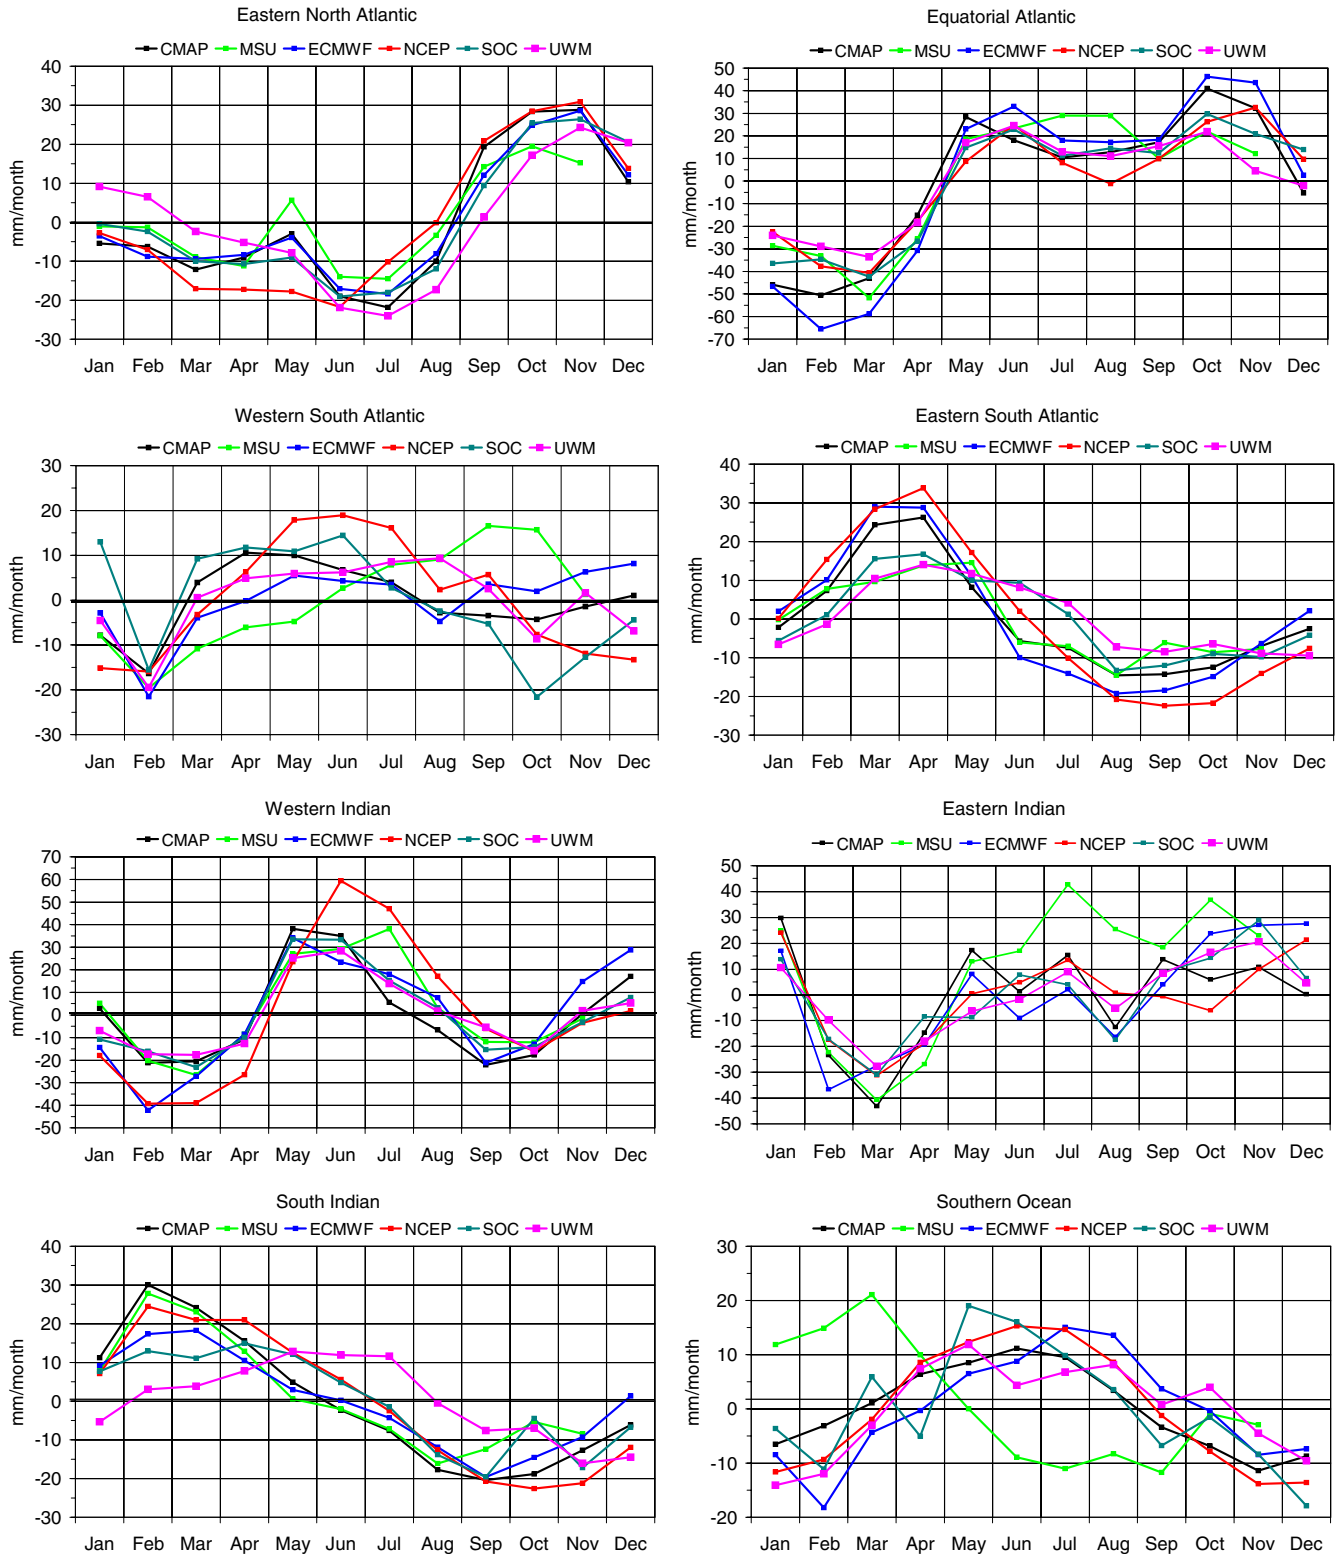 Eastern North Atlantic
CMAP MSU ECMWF NCEP SOC UWM
mm/month
40
30
20
10
0
-10
-20
-30
Jan Feb Mar Apr May Jun Jul Aug Sep Oct Nov Dec
Equatorial Atlantic
CMAP MSU ECMWF NCEP SOC UWM
mm/month
50
40
30
20
10
0
-10
-20
-30
-40
-50
-60
-70
Jan Feb Mar Apr May Jun Jul Aug Sep Oct Nov Dec
Western South Atlantic
CMAP MSU ECMWF NCEP SOC UWM
mm/month
30
20
10
0
-10
-20
-30
Jan Feb Mar Apr May Jun Jul Aug Sep Oct Nov Dec
Eastern South Atlantic
CMAP MSU ECMWF NCEP SOC UWM
mm/month
40
30
20
10
0
-10
-20
-30
Jan Feb Mar Apr May Jun Jul Aug Sep Oct Nov Dec
Western Indian
CMAP MSU ECMWF NCEP SOC UWM
mm/month
70
60
50
40
30
20
10
0
-10
-20
-30
-40
-50
Jan Feb Mar Apr May Jun Jul Aug Sep Oct Nov Dec
Eastern Indian
CMAP MSU ECMWF NCEP SOC UWM
mm/month
50
40
30
20
10
0
-10
-20
-30
-40
-50
Jan Feb Mar Apr May Jun Jul Aug Sep Oct Nov Dec
South Indian
CMAP MSU ECMWF NCEP SOC UWM
mm/month
40
30
20
10
0
-10
-20
-30
Jan Feb Mar Apr May Jun Jul Aug Sep Oct Nov Dec
Southern Ocean
CMAP MSU ECMWF NCEP SOC UWM
mm/month
30
20
10
0
-10
-20
Jan Feb Mar Apr May Jun Jul Aug Sep Oct Nov Dec